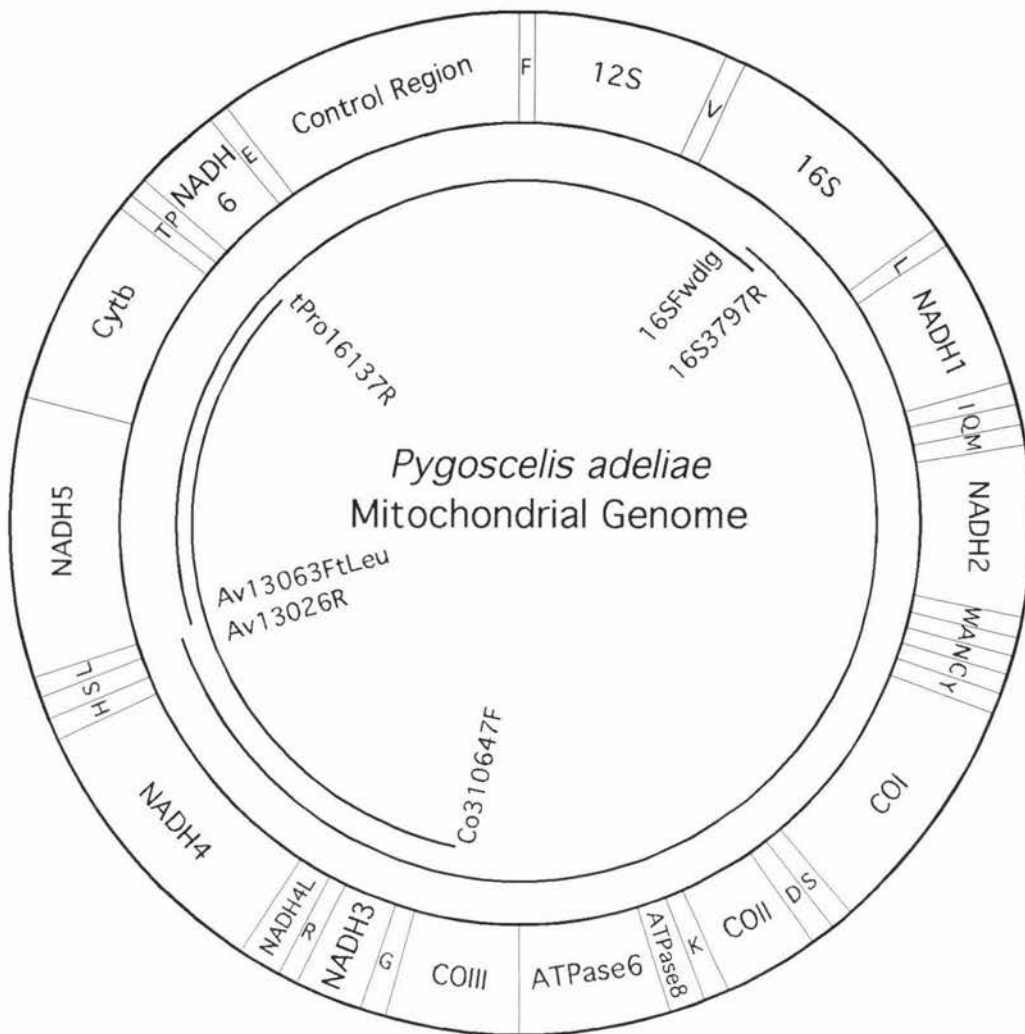 Control Region
F
12S
V
16S
L
NADH1
I
Q
M
NADH2
W
A
N
C
Y
COI
S
D
COII
K
ATPase8
ATPase6
COIII
G
NADH3
R
NADH4L
NADH4
H
S
L
NADH5
Cytb
T
P
NADH
6
E
16SFwdlg
16S3797R
tPro16137R
Pygoscelis adeliae
Mitochondrial Genome
Av13063FtLeu
Av13026R
Co310647F